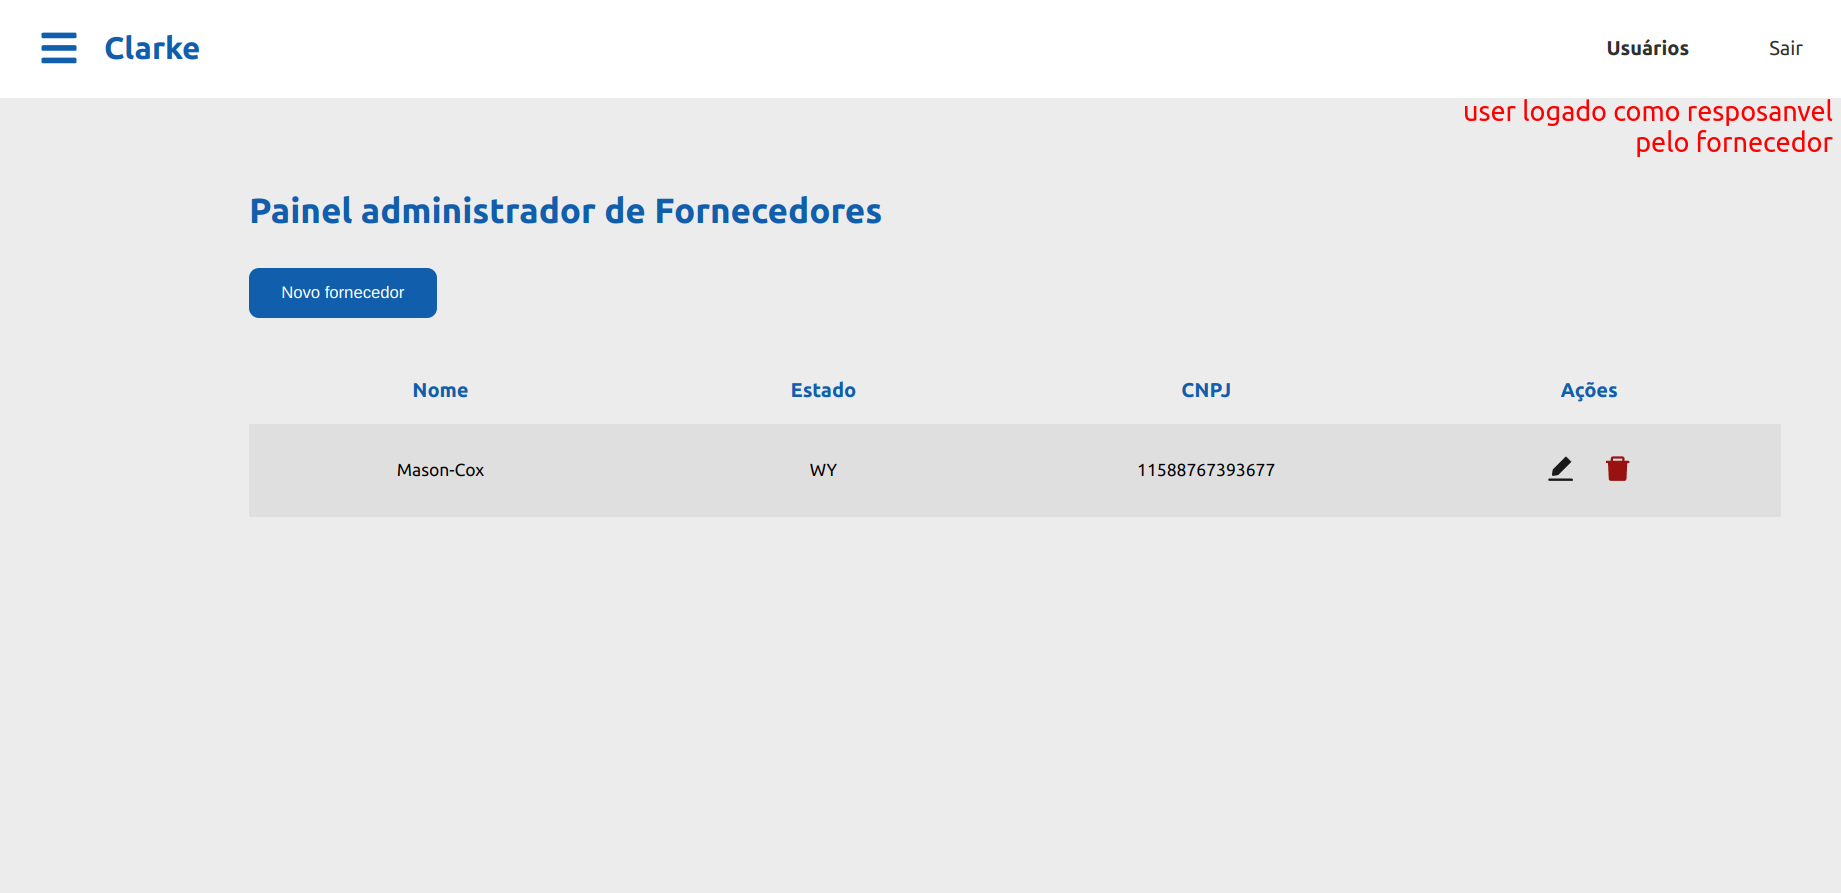 Clarke
Usuários
Sair
user logado como resposanvel
pelo fornecedor
Painel administrador de Fornecedores
Novo fornecedor
Nome Estado CNPJ Ações
Mason-Cox WY 11588767393677